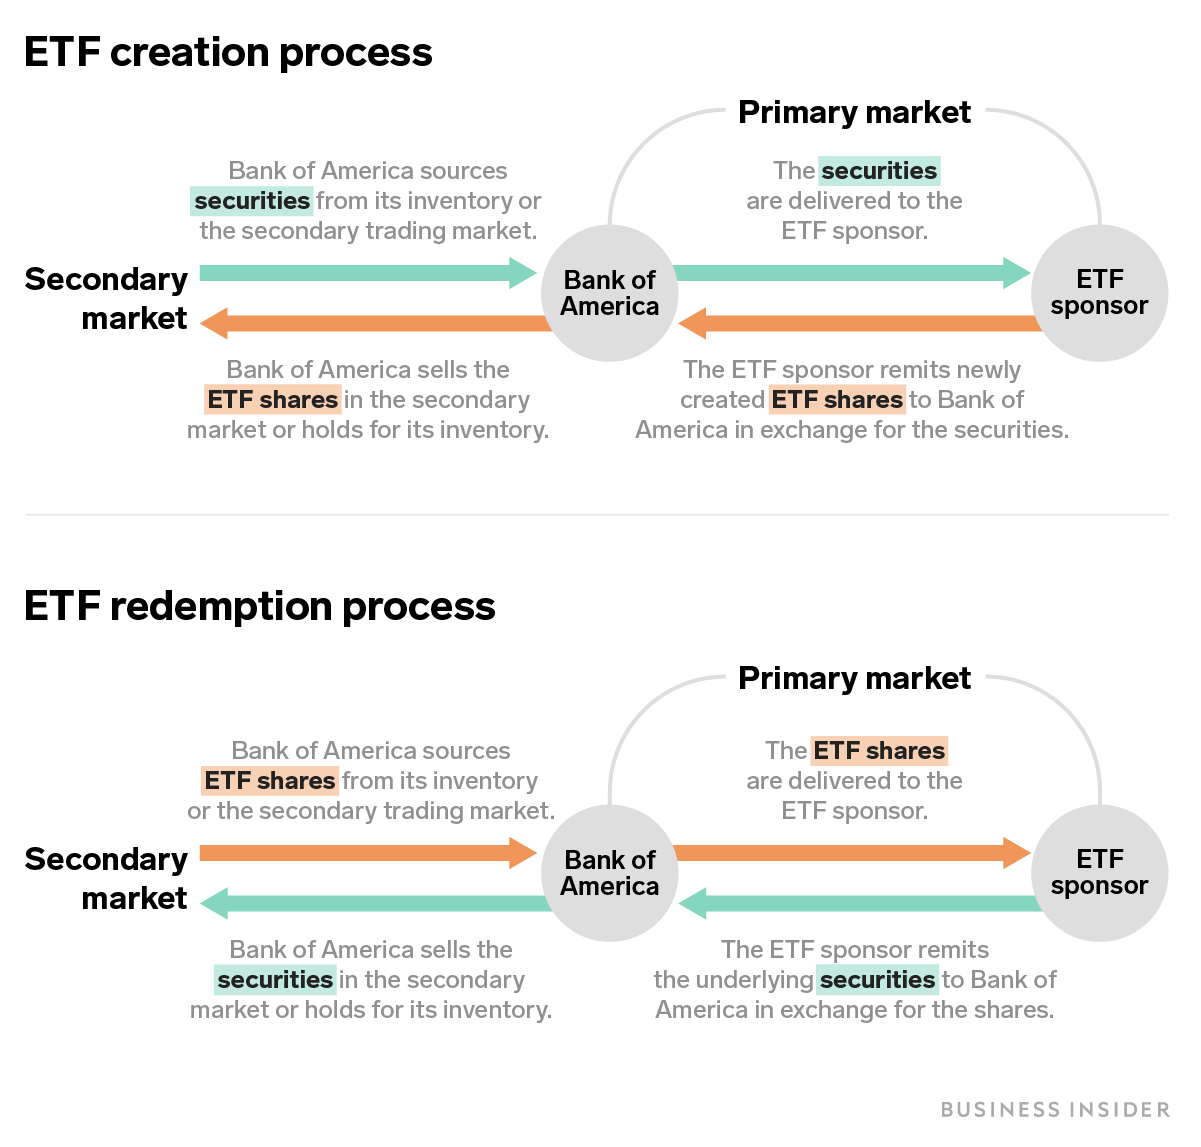 ETF creation process
Primary market
Bank of America sources
securities from its inventory or
the secondary trading market.
The securities
are delivered to the
ETF sponsor.
Secondary
market
Bank of
America
ETF
sponsor
Bank of America sells the
ETF shares in the secondary
market or holds for its inventory.
The ETF sponsor remits newly
created ETF shares to Bank of
America in exchange for the securities.
ETF redemption process
Primary market
Bank of America sources
ETF shares from its inventory
or the secondary trading market.
The ETF shares
are delivered to the
ETF sponsor.
Secondary
market
Bank of
America
ETF
sponsor
Bank of America sells the
securities in the secondary
market or holds for its inventory.
The ETF sponsor remits
the underlying securities to Bank of
America in exchange for the shares.
BUSINESS INSIDER